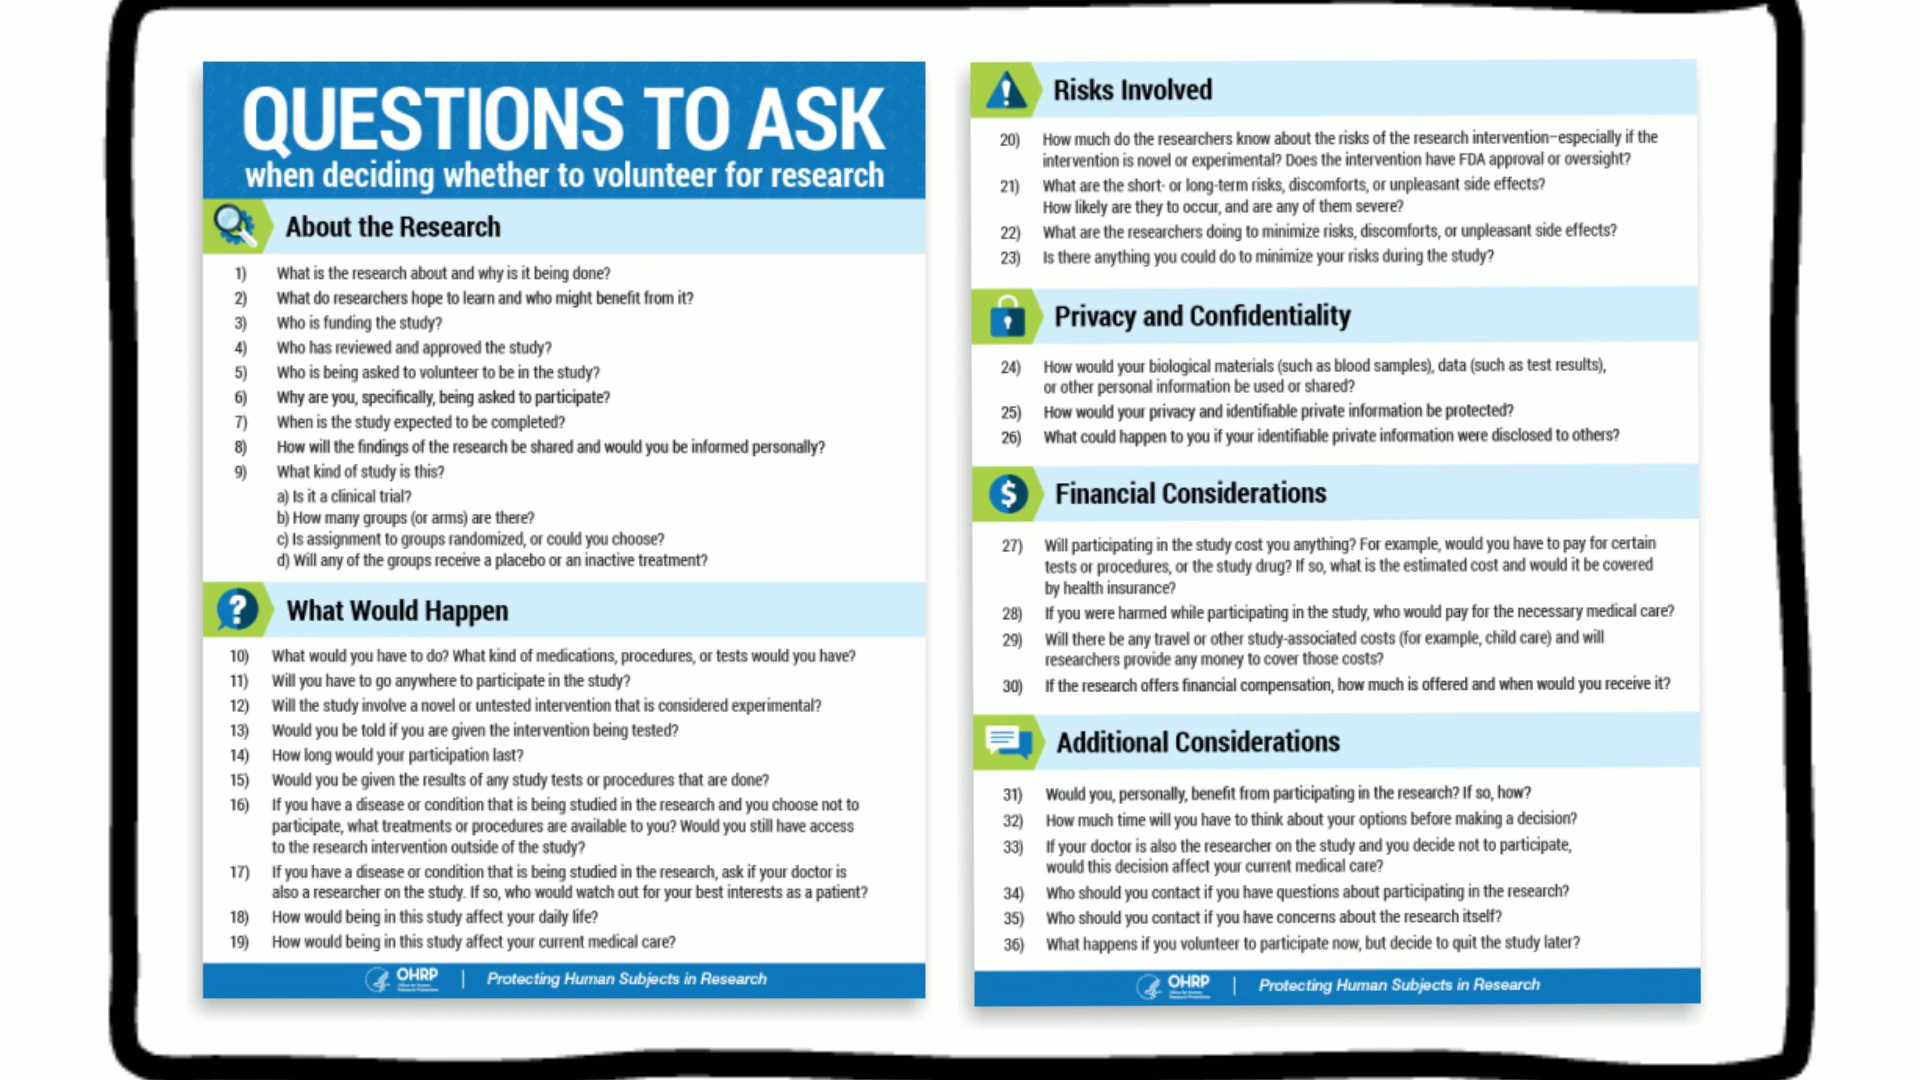 QUESTIONS TO ASK
when deciding whether to volunteer for research
About the Research
1) What is the research about and why is it being done?
2) What do researchers hope to learn and who might benefit from it?
3) Who is funding the study?
4) Who has reviewed and approved the study?
5) Who is being asked to volunteer to be in the study?
6) Why are you, specifically, being asked to participate?
7) When is the study expected to be completed?
8) How will the findings of the research be shared and would you be informed personally?
9) What kind of study is this?
a) Is it a clinical trial?
b) How many groups (or arms) are there?
c) Is assignment to groups randomized, or could you choose?
d) Will any of the groups receive a placebo or an inactive treatment?
What Would Happen
10) What would you have to do? What kind of medications, procedures, or tests would you have?
11) Will you have to go anywhere to participate in the study?
12) Will the study involve a novel or untested intervention that is considered experimental?
13) Would you be told if you are given the intervention being tested?
14) How long would your participation last?
15) Would you be given the results of any study tests or procedures that are done?
16) If you have a disease or condition that is being studied in the research and you choose not to
participate, what treatments or procedures are available to you? Would you still have access
to the research intervention outside of the study?
17) If you have a disease or condition that is being studied in the research, ask if your doctor is
also a researcher on the study. If so, who would watch out for your best interests as a patient?
18) How would being in this study affect your daily life?
19) How would being in this study affect your current medical care?
OHRP | Protecting Human Subjects in Research
Risks Involved
20) How much do the researchers know about the risks of the research intervention–especially if the
intervention is novel or experimental? Does the intervention have FDA approval or oversight?
21) What are the short- or long-term risks, discomforts, or unpleasant side effects?
How likely are they to occur, and are any of them severe?
22) What are the researchers doing to minimize risks, discomforts, or unpleasant side effects?
23) Is there anything you could do to minimize your risks during the study?
Privacy and Confidentiality
24) How would your biological materials (such as blood samples), data (such as test results),
or other personal information be used or shared?
25) How would your privacy and identifiable private information be protected?
26) What could happen to you if your identifiable private information were disclosed to others?
Financial Considerations
27) Will participating in the study cost you anything? For example, would you have to pay for certain
tests or procedures, or the study drug? If so, what is the estimated cost and would it be covered
by health insurance?
28) If you were harmed while participating in the study, who would pay for the necessary medical care?
29) Will there be any travel or other study-associated costs (for example, child care) and will
researchers provide any money to cover those costs?
30) If the research offers financial compensation, how much is offered and when would you receive it?
Additional Considerations
31) Would you, personally, benefit from participating in the research? If so, how?
32) How much time will you have to think about your options before making a decision?
33) If your doctor is also the researcher on the study and you decide not to participate,
would this decision affect your current medical care?
34) Who should you contact if you have questions about participating in the research?
35) Who should you contact if you have concerns about the research itself?
36) What happens if you volunteer to participate now, but decide to quit the study later?
OHRP | Protecting Human Subjects in Research